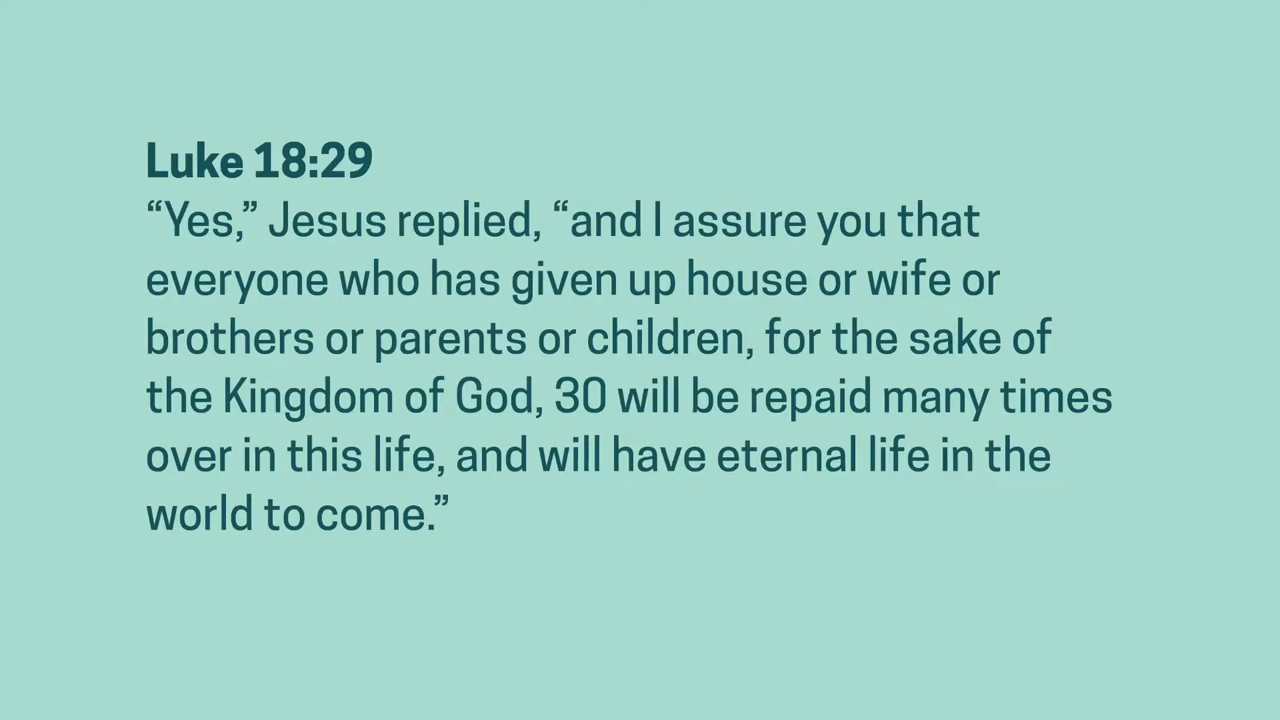 Luke 18:29
“Yes,” Jesus replied, “and I assure you that
everyone who has given up house or wife or
brothers or parents or children, for the sake of
the Kingdom of God, 30 will be repaid many times
over in this life, and will have eternal life in the
world to come.”